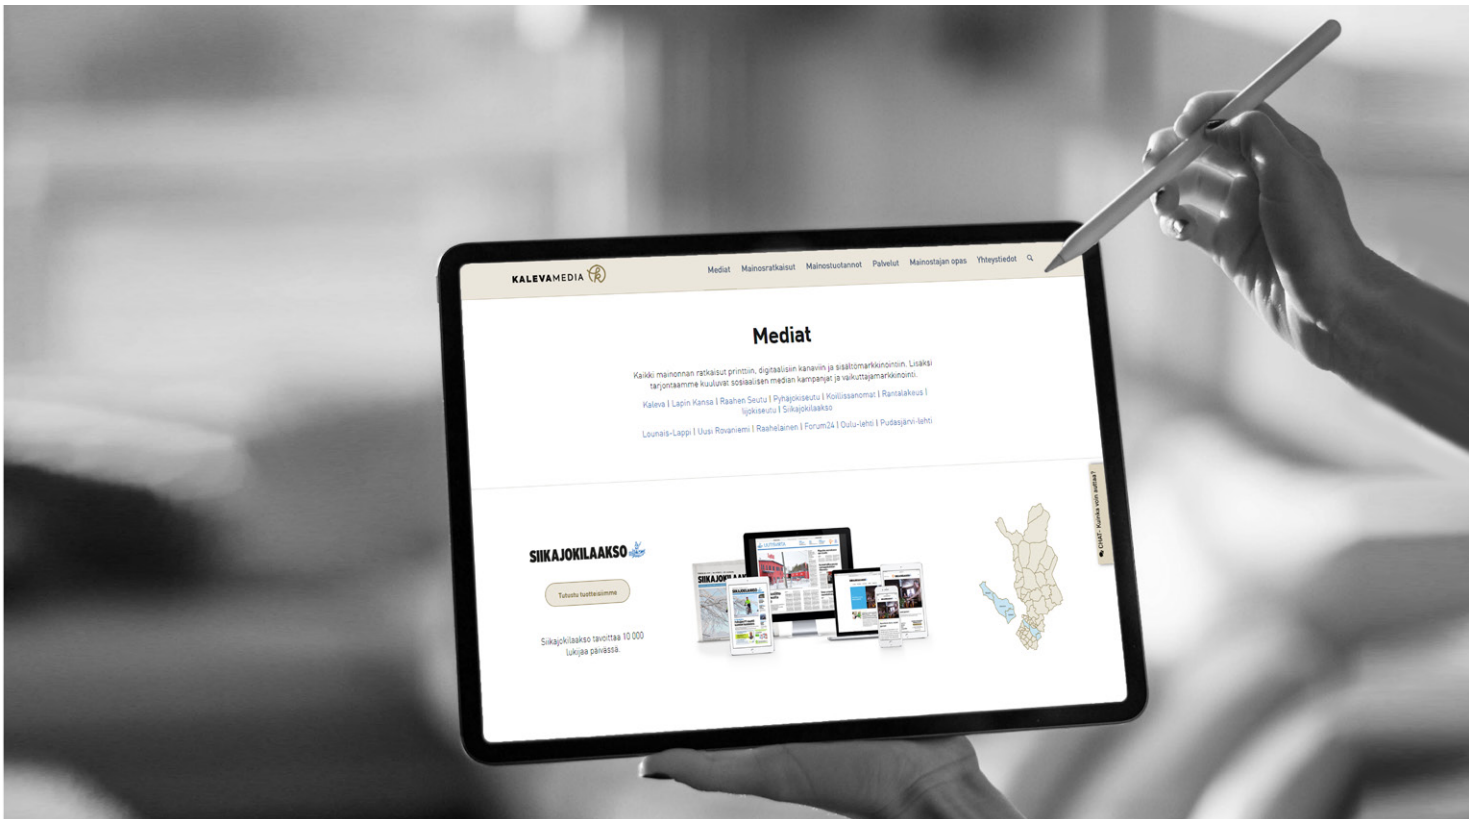 KALEVAMEDIA
Mediat Mainosratkaisut Mainostuotannot Palvelut Mainostajan opas Yhteystiedot
Mediat
Kaikki mainonnan ratkaisut printtiin, digitaalisiin kanaviin ja sisältömarkkinointiin. Lisäksi
tarjontaamme kuuluvat sosiaalisen median kampanjat ja vaikuttajamarkkinointi.
Kaleva | Lapin Kansa | Raahen Seutu | Pyhäjokiseutu | Koillissanomat | Rantalakeus |
Iijokiseutu | Siikajokilaakso
Lounais-Lappi | Uusi Rovaniemi | Raahelainen | Forum24 | Oulu-lehti | Pudasjärvi-lehti
CHAT- Kuinka voin auttaa?
SIIKAJOKILAAKSO
Tutustu tuotteisiimme
Siikajokilaakso tavoittaa 10 000
lukijaa päivässä.